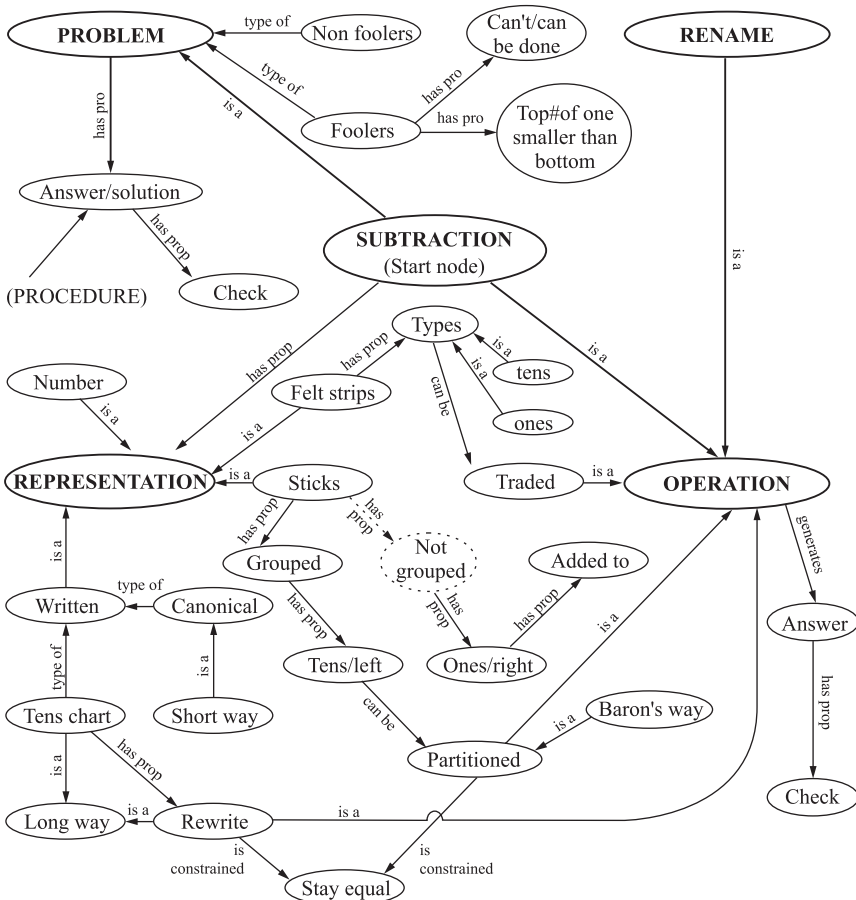 PROBLEM
type of
Non foolers
Can't/can
be done
RENAME
type of
has pro
is a
has pro
Foolers
has pro
Top#of one
smaller than
bottom
Answer/solution
has prop
SUBTRACTION
(Start node)
is a
(PROCEDURE)
Check
Types
has prop
has prop
is a
is a
tens
is a
Number
Felt strips
can be
is a
ones
is a
REPRESENTATION
is a
Sticks
Traded
is a
OPERATION
has prop
has
prop
generates
is a
Grouped
Not
grouped
Added to
type of
Written
Canonical
has prop
has
prop
has prop
is a
Answer
type of
is a
Tens/left
Ones/right
has prop
Tens chart
Short way
can be
is a
Baron's way
is a
has prop
Partitioned
Check
Long way
is a
Rewrite
is a
is
constrained
is
constrained
Stay equal